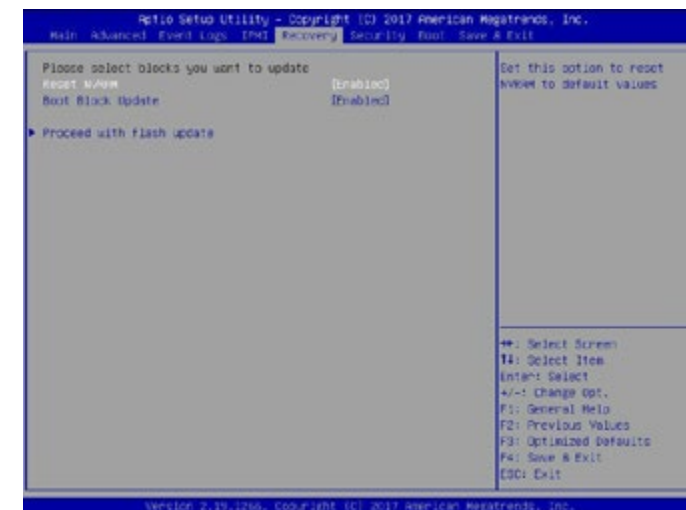 Aptio Setup Utility - Copyright (C) 2017 American Megatrends, Inc.
Main Advanced Event Logs IPMI Recovery Security Boot Save & Exit
Please select blocks you want to update
Reset NVRAM [Enabled]
Boot Block Update [Enabled]
Proceed with flash update
Set this option to reset
NVRAM to default values
↔: Select Screen
↑↓: Select Item
Enter: Select
+/-: Change Opt.
F1: General Help
F2: Previous Values
F3: Optimized Defaults
F4: Save & Exit
ESC: Exit
Version 2.19.1266. Copyright (C) 2017 American Megatrends, Inc.